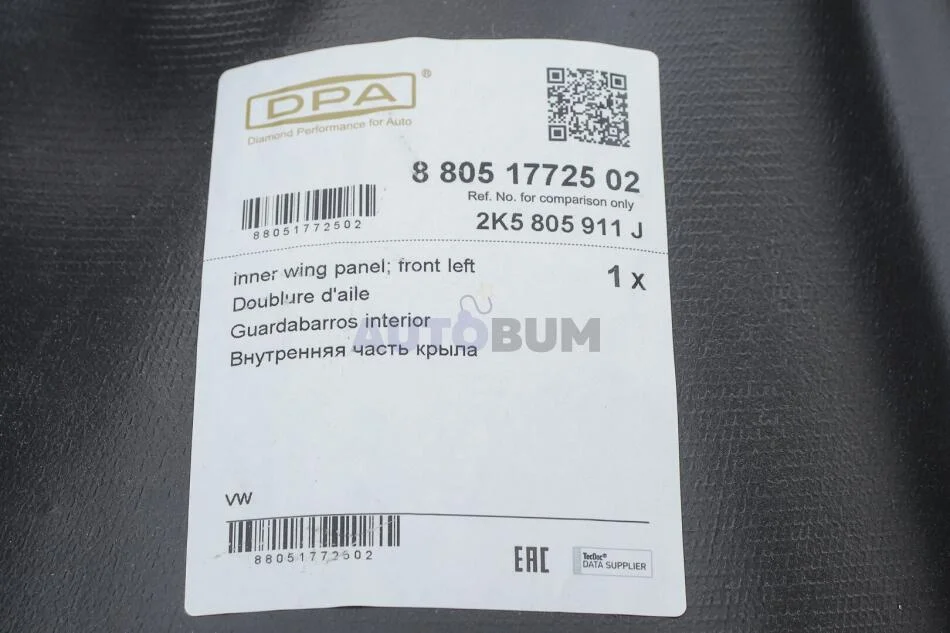 DPA ®
Diamond Performance for Auto
8 805 17725 02
Ref. No. for comparison only
88051772502
2K5 805 911 J
inner wing panel; front left
1 x
Doublure d'aile
Guardabarros interior
AUTOBUM
Внутренняя часть крыла
VW
88051772502
EAC
TecDoc®
DATA SUPPLIER